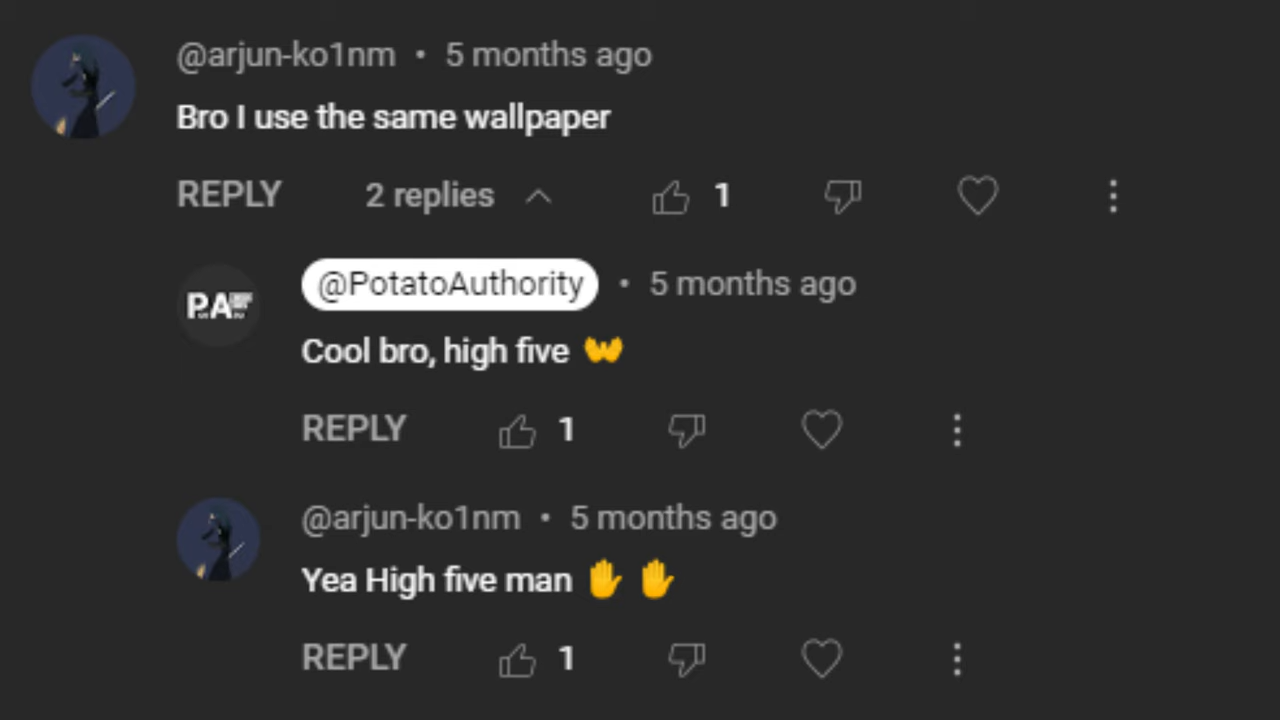 @arjun-ko1nm • 5 months ago
Bro I use the same wallpaper
REPLY 2 replies 1
@PotatoAuthority • 5 months ago
Cool bro, high five 👐
REPLY 1
@arjun-ko1nm • 5 months ago
Yea High five man ✋ ✋
REPLY 1
P.A